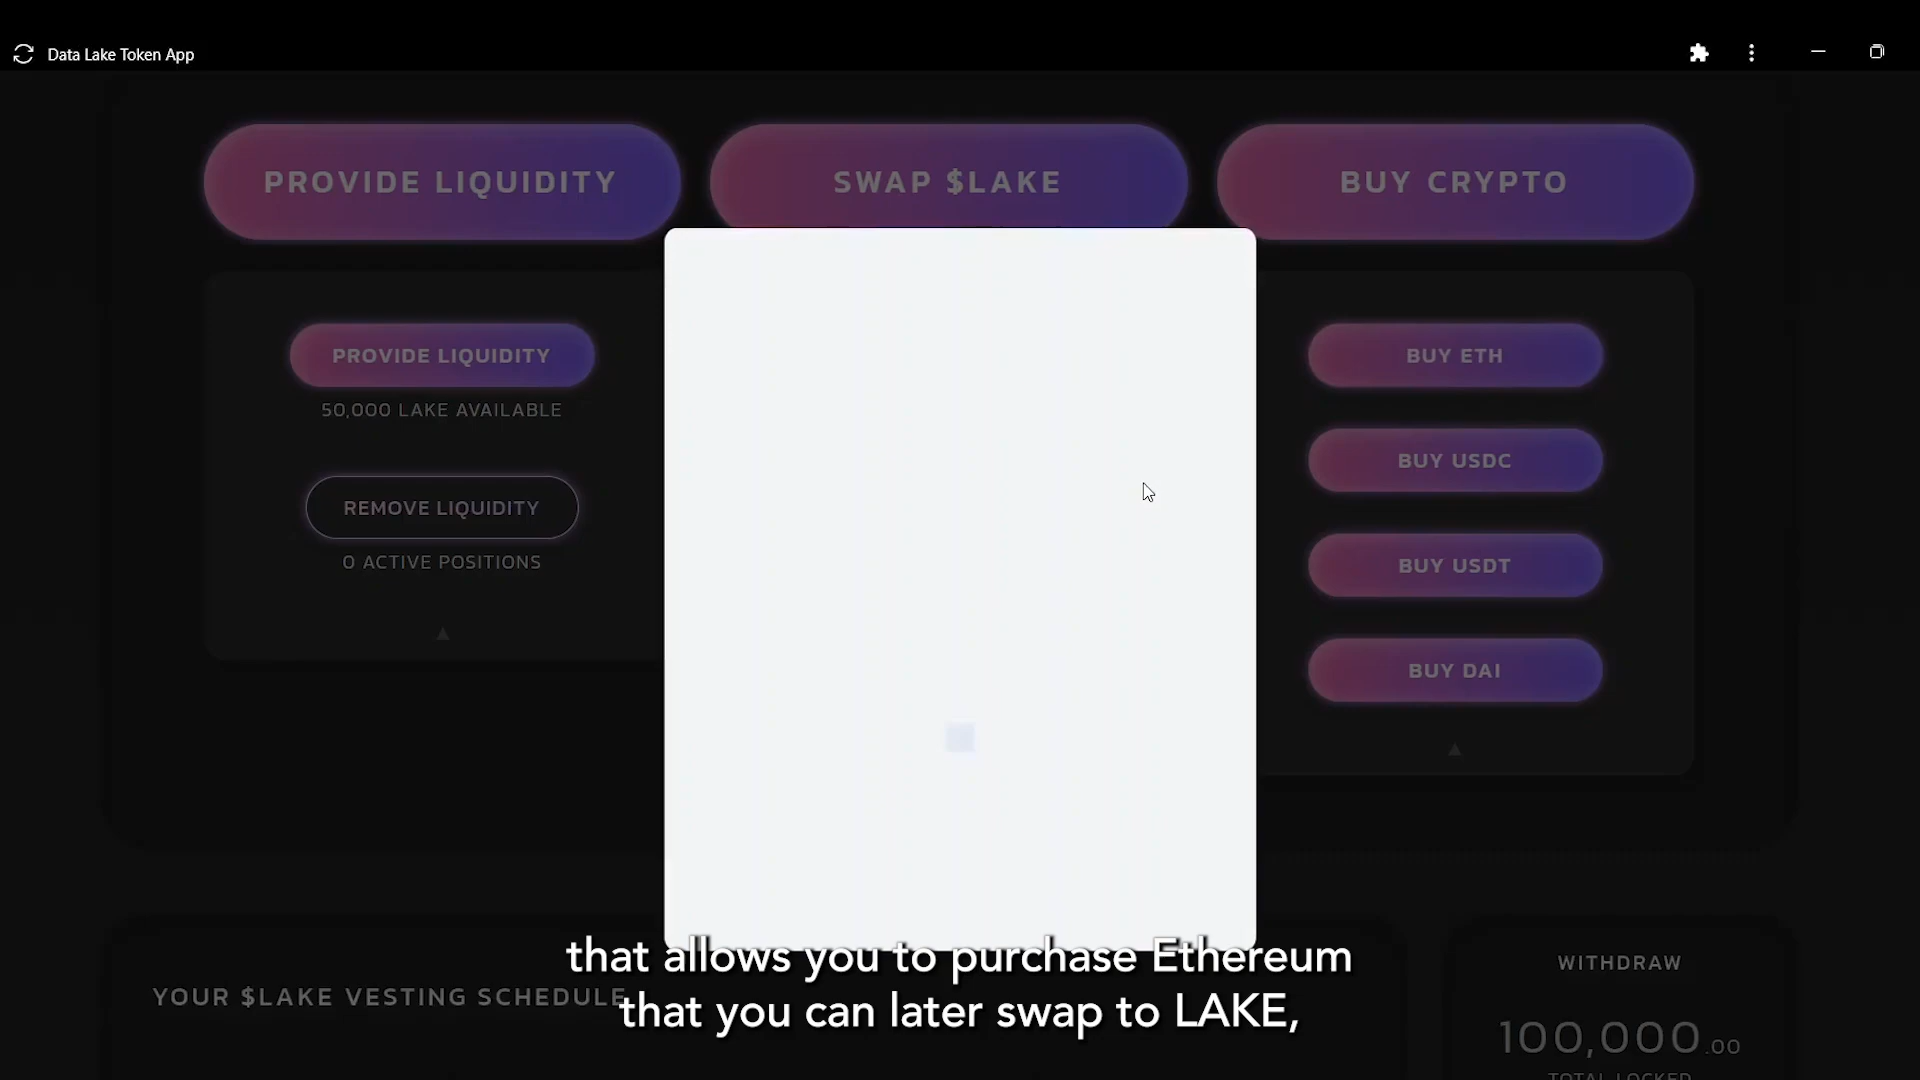 Data Lake Token App
PROVIDE LIQUIDITY
SWAP $LAKE
BUY CRYPTO
PROVIDE LIQUIDITY
50,000 LAKE AVAILABLE
REMOVE LIQUIDITY
0 ACTIVE POSITIONS
BUY ETH
BUY USDC
BUY USDT
BUY DAI
that allows you to purchase Ethereum
that you can later swap to LAKE,
YOUR $LAKE VESTING SCHEDULE
WITHDRAW
100,000.00
TOTAL LOCKED